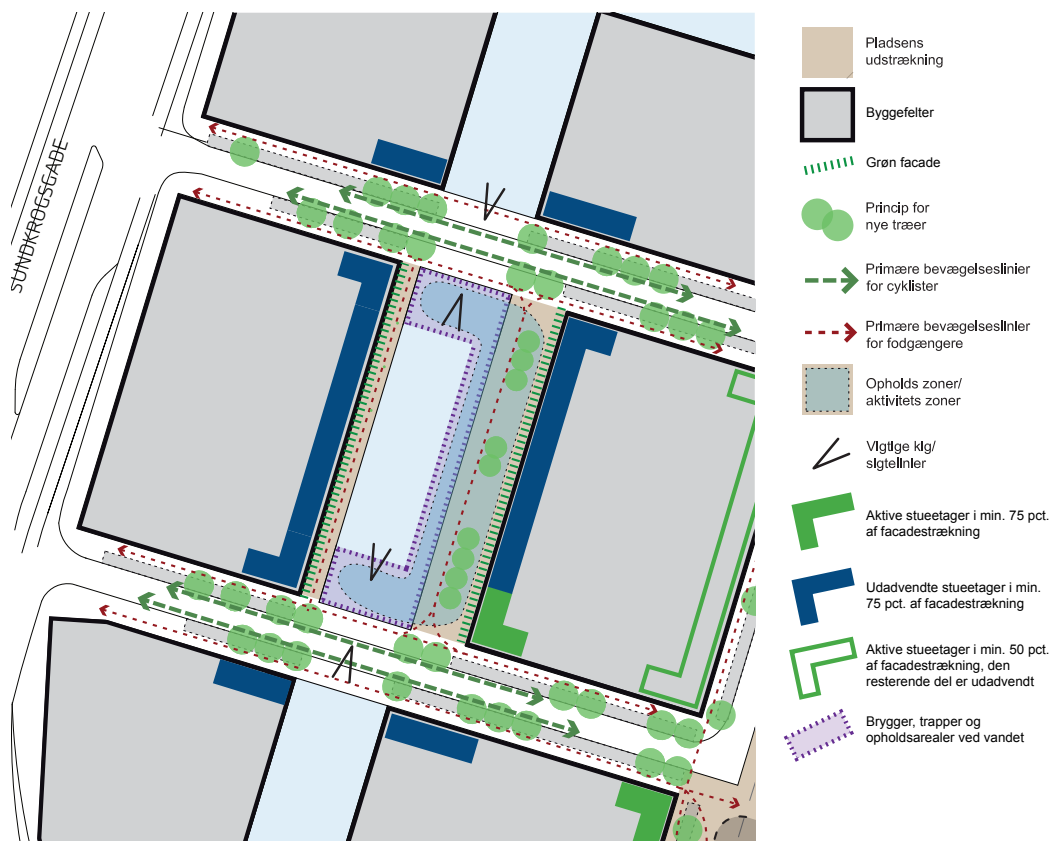 SUNDKROGSGADE
Pladsens
udstrækning
Byggefelter
Grøn facade
Princip for
nye træer
Primære bevægelseslinier
for cyklister
Primære bevægelseslinier
for fodgængere
Opholds zoner/
aktivitets zoner
Vigtige kig/
sigtelinier
Aktive stueetager i min. 75 pct.
af facadestrækning
Udadvendte stueetager i min.
75 pct. af facadestrækning
Aktive stueetager i min. 50 pct.
af facadestrækning, den
resterende del er udadvendt
Brygger, trapper og
opholdsarealer ved vandet